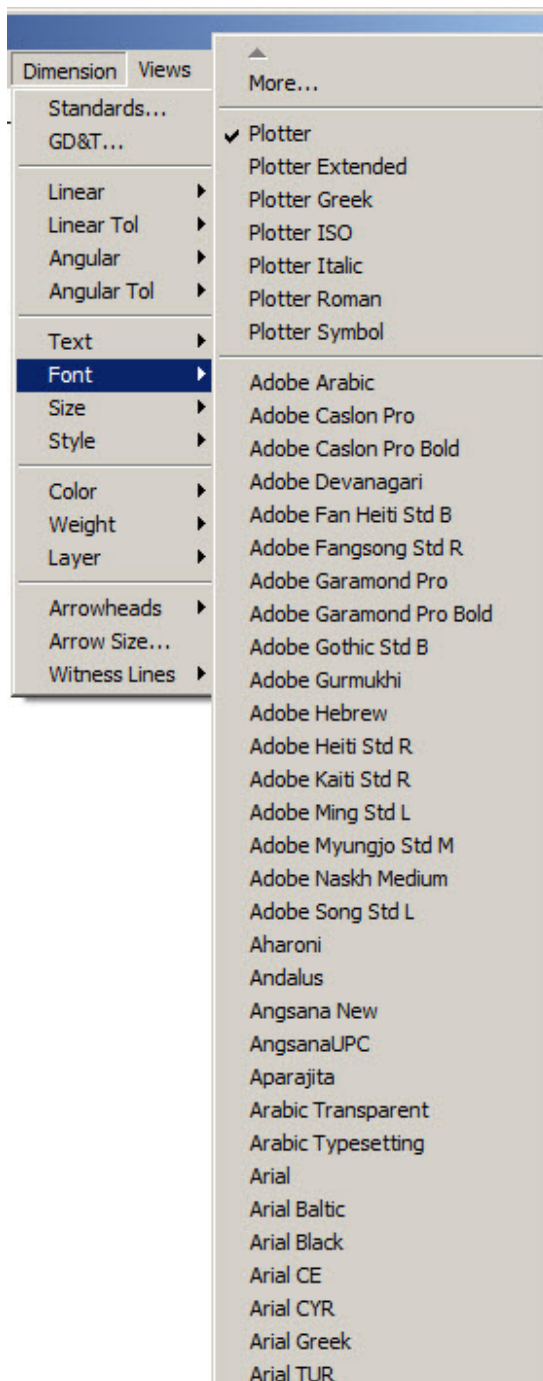 Dimension Views
Standards...
GD&T...
Linear
Linear Tol
Angular
Angular Tol
Text
Font
Size
Style
Color
Weight
Layer
Arrowheads
Arrow Size...
Witness Lines
More...
Plotter
Plotter Extended
Plotter Greek
Plotter ISO
Plotter Italic
Plotter Roman
Plotter Symbol
Adobe Arabic
Adobe Caslon Pro
Adobe Caslon Pro Bold
Adobe Devanagari
Adobe Fan Heiti Std B
Adobe Fangsong Std R
Adobe Garamond Pro
Adobe Garamond Pro Bold
Adobe Gothic Std B
Adobe Gurmukhi
Adobe Hebrew
Adobe Heiti Std R
Adobe Kaiti Std R
Adobe Ming Std L
Adobe Myungjo Std M
Adobe Naskh Medium
Adobe Song Std L
Aharoni
Andalus
Angsana New
AngsanaUPC
Aparajita
Arabic Transparent
Arabic Typesetting
Arial
Arial Baltic
Arial Black
Arial CE
Arial CYR
Arial Greek
Arial TUR